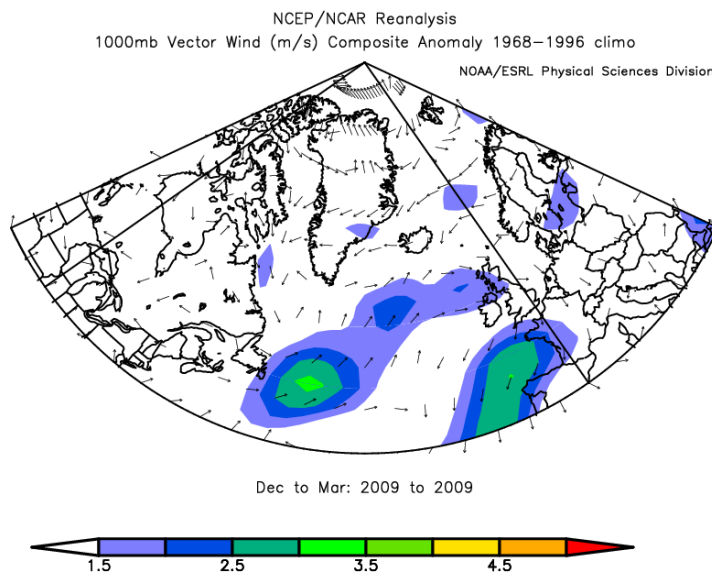 NCEP/NCAR Reanalysis
1000mb Vector Wind (m/s) Composite Anomaly 1968−1996 climo
NOAA/ESRL Physical Sciences Division
Dec to Mar: 2009 to 2009
1.5 2.5 3.5 4.5